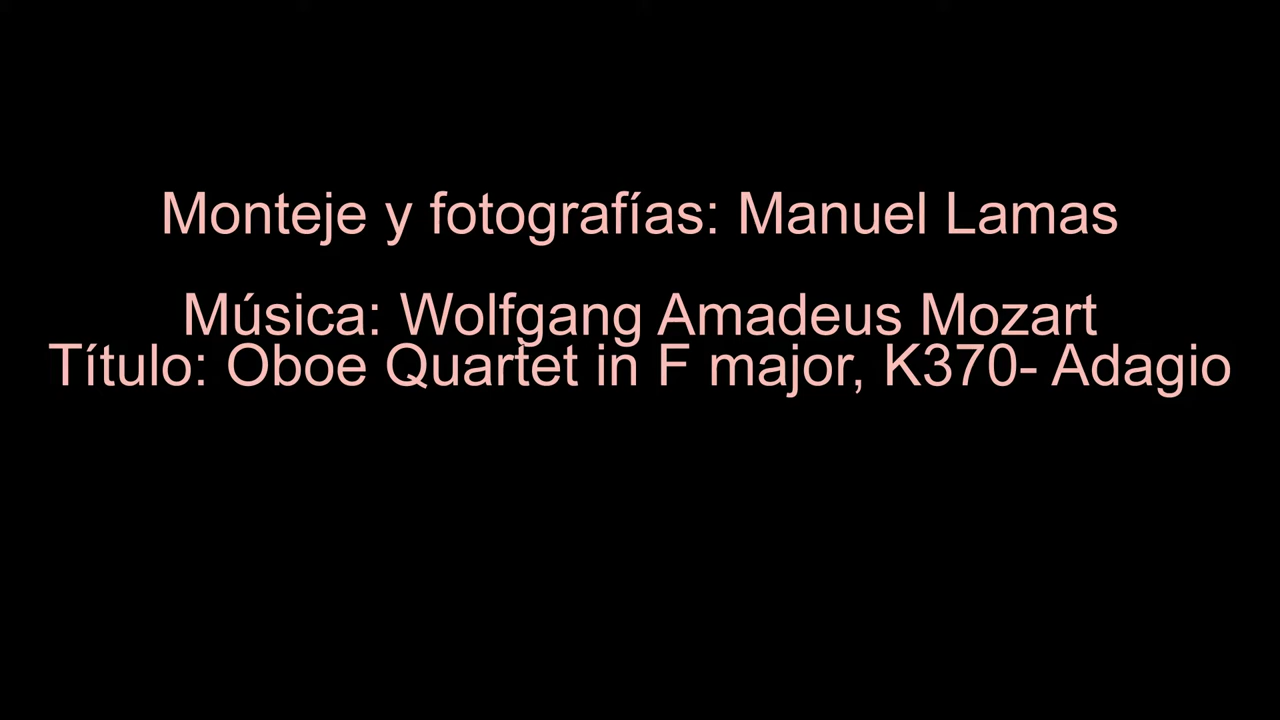 Monteje y fotografías: Manuel Lamas
Música: Wolfgang Amadeus Mozart
Título: Oboe Quartet in F major, K370- Adagio